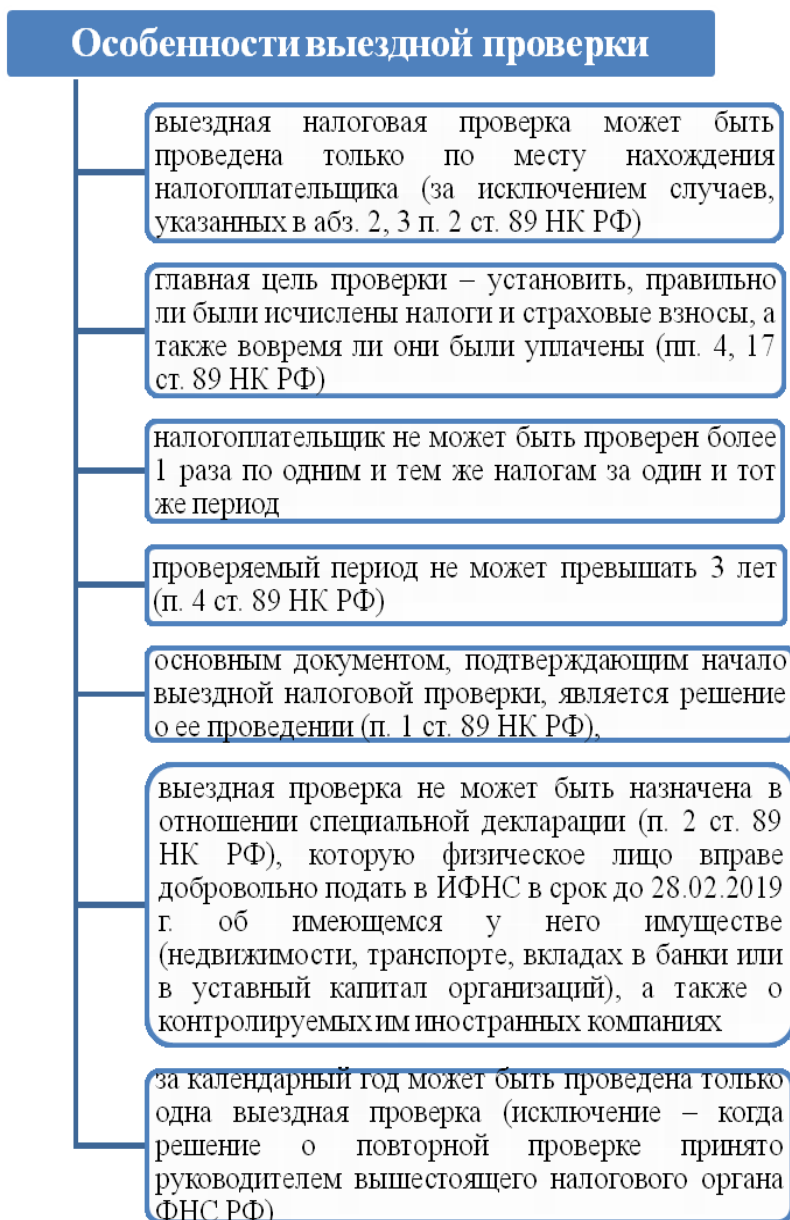 Особенности выездной проверки
выездная налоговая проверка может быть
проведена только по месту нахождения
налогоплательщика (за исключением случаев,
указанных в абз. 2, 3 п. 2 ст. 89 НК РФ)
главная цель проверки – установить, правильно
ли были исчислены налоги и страховые взносы, а
также вовремя ли они были уплачены (пп. 4, 17
ст. 89 НК РФ)
налогоплательщик не может быть проверен более
1 раза по одним и тем же налогам за один и тот
же период
проверяемый период не может превышать 3 лет
(п. 4 ст. 89 НК РФ)
основным документом, подтверждающим начало
выездной налоговой проверки, является решение
о ее проведении (п. 1 ст. 89 НК РФ),
выездная проверка не может быть назначена в
отношении специальной декларации (п. 2 ст. 89
НК РФ), которую физическое лицо вправе
добровольно подать в ИФНС в срок до 28.02.2019
г. об имеющемся у него имуществе
(недвижимости, транспорте, вкладах в банки или
в уставный капитал организаций), а также о
контролируемых им иностранных компаниях
за календарный год может быть проведена только
одна выездная проверка (исключение – когда
решение о повторной проверке принято
руководителем вышестоящего налогового органа
ФНС РФ)